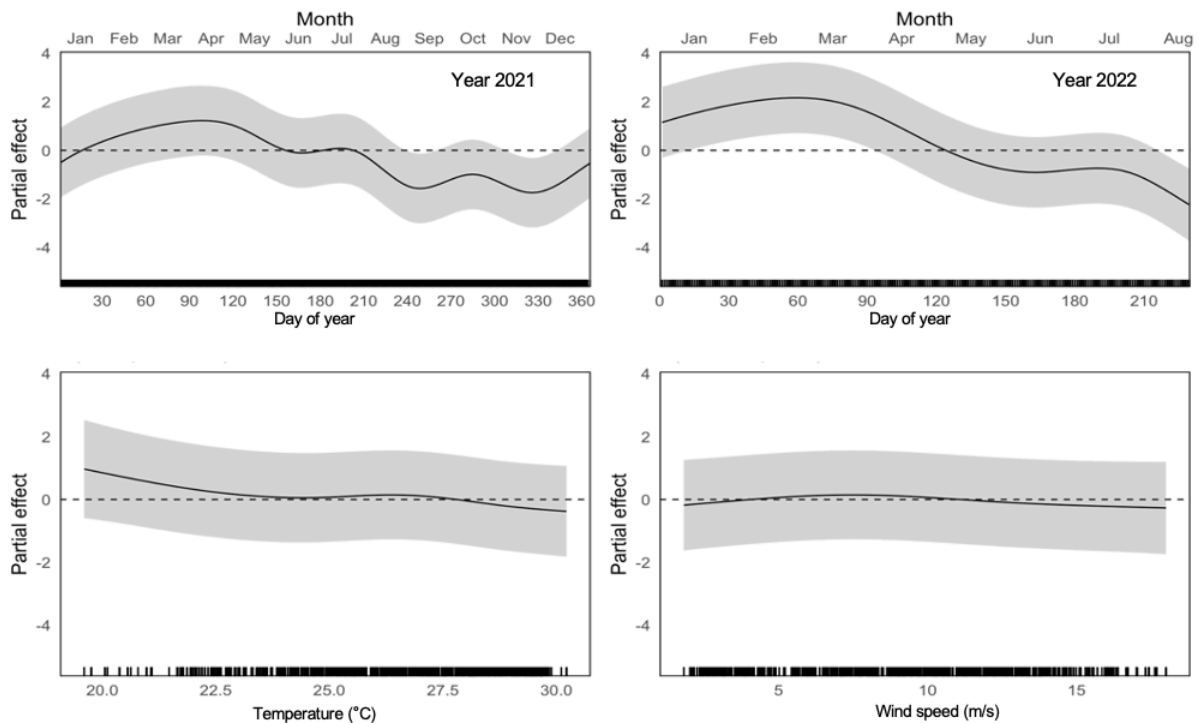 Month
Jan Feb Mar Apr May Jun Jul Aug Sep Oct Nov Dec
4
2
0
-2
-4
Partial effect
Year 2021
30 60 90 120 150 180 210 240 270 300 330 360
Day of year
Month
Jan Feb Mar Apr May Jun Jul Aug
4
2
0
-2
-4
Partial effect
Year 2022
0 30 60 90 120 150 180 210
Day of year
4
2
0
-2
-4
Partial effect
20.0 22.5 25.0 27.5 30.0
Temperature (°C)
4
2
0
-2
-4
Partial effect
5 10 15
Wind speed (m/s)